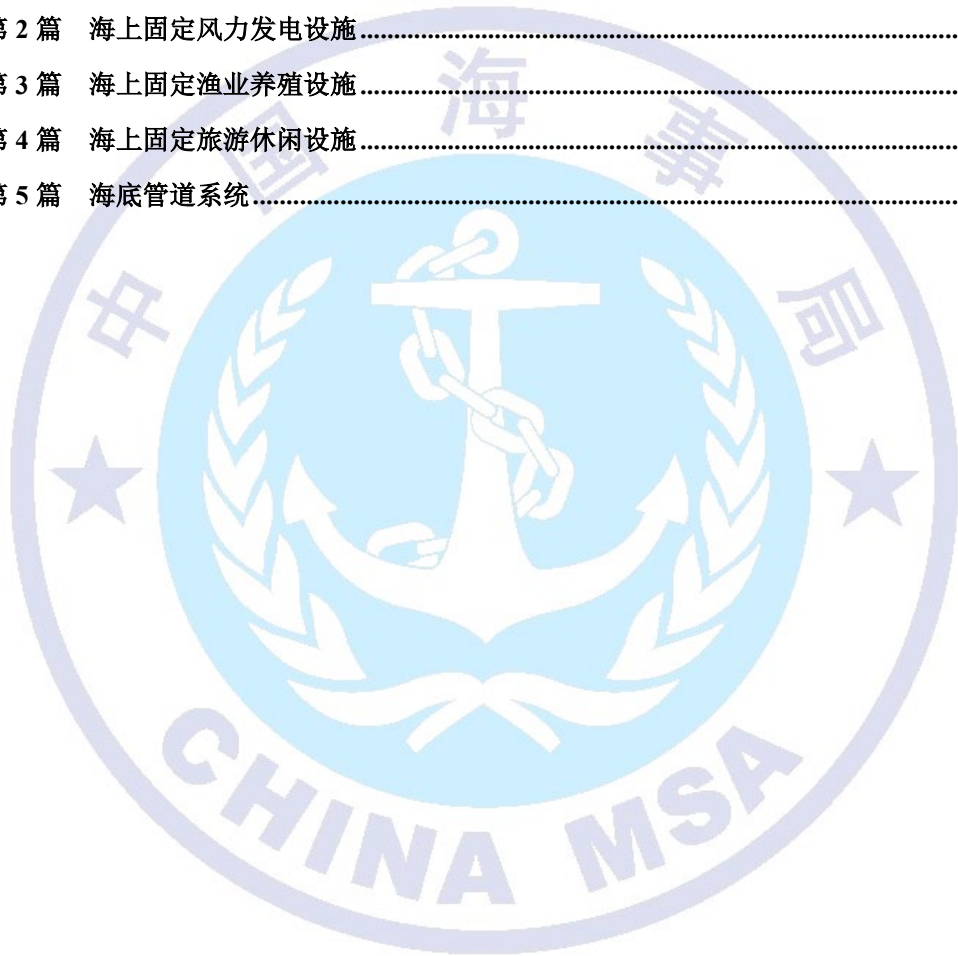 第 2 篇 海上固定风力发电设施................................................................................................
第 3 篇 海上固定渔业养殖设施................................................................................................
第 4 篇 海上固定旅游休闲设施................................................................................................
第 5 篇 海底管道系统................................................................................................................
中国海事局
CHINA MSA